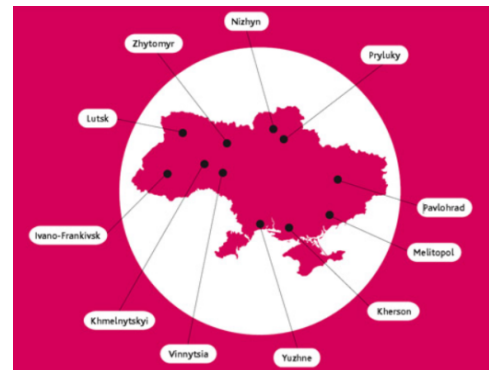 Nizhyn
Zhytomyr
Pryluky
Lutsk
Pavlohrad
Ivano-Frankivsk
Melitopol
Kherson
Khmelnytskyi
Vinnytsia
Yuzhne